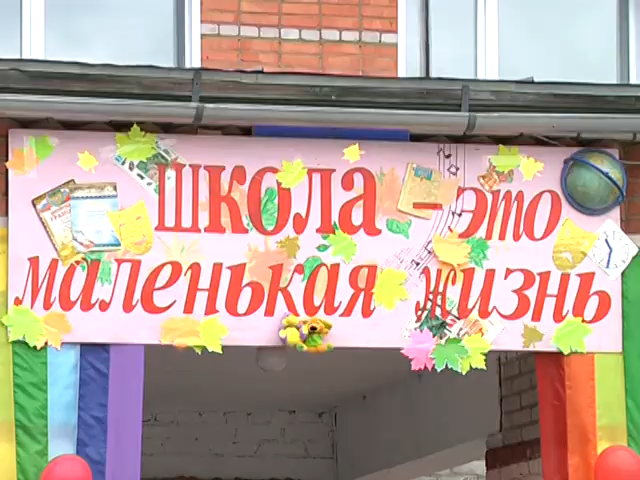 школа - это
маленькая жизнь